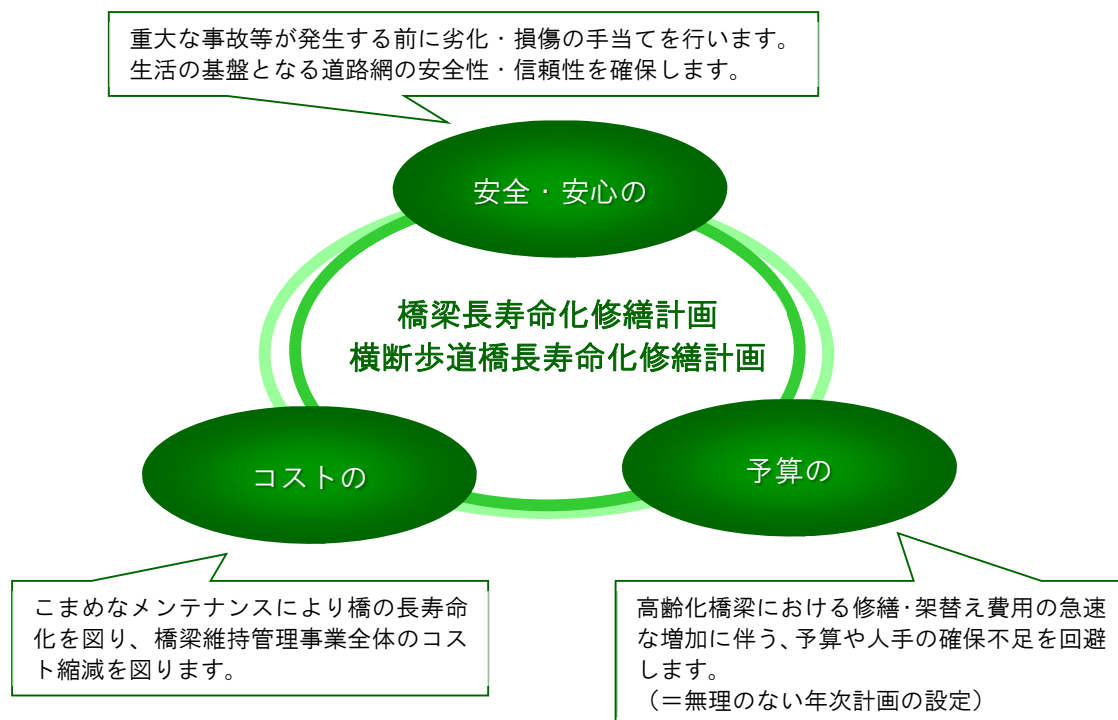 重大な事故等が発生する前に劣化・損傷の手当てを行います。
生活の基盤となる道路網の安全性・信頼性を確保します。
安全・安心の
橋梁長寿命化修繕計画
横断歩道橋長寿命化修繕計画
コストの
予算の
こまめなメンテナンスにより橋の長寿命
化を図り、橋梁維持管理事業全体のコス
ト縮減を図ります。
高齢化橋梁における修繕・架替え費用の急速
な増加に伴う、予算や人手の確保不足を回避
します。
（＝無理のない年次計画の設定）